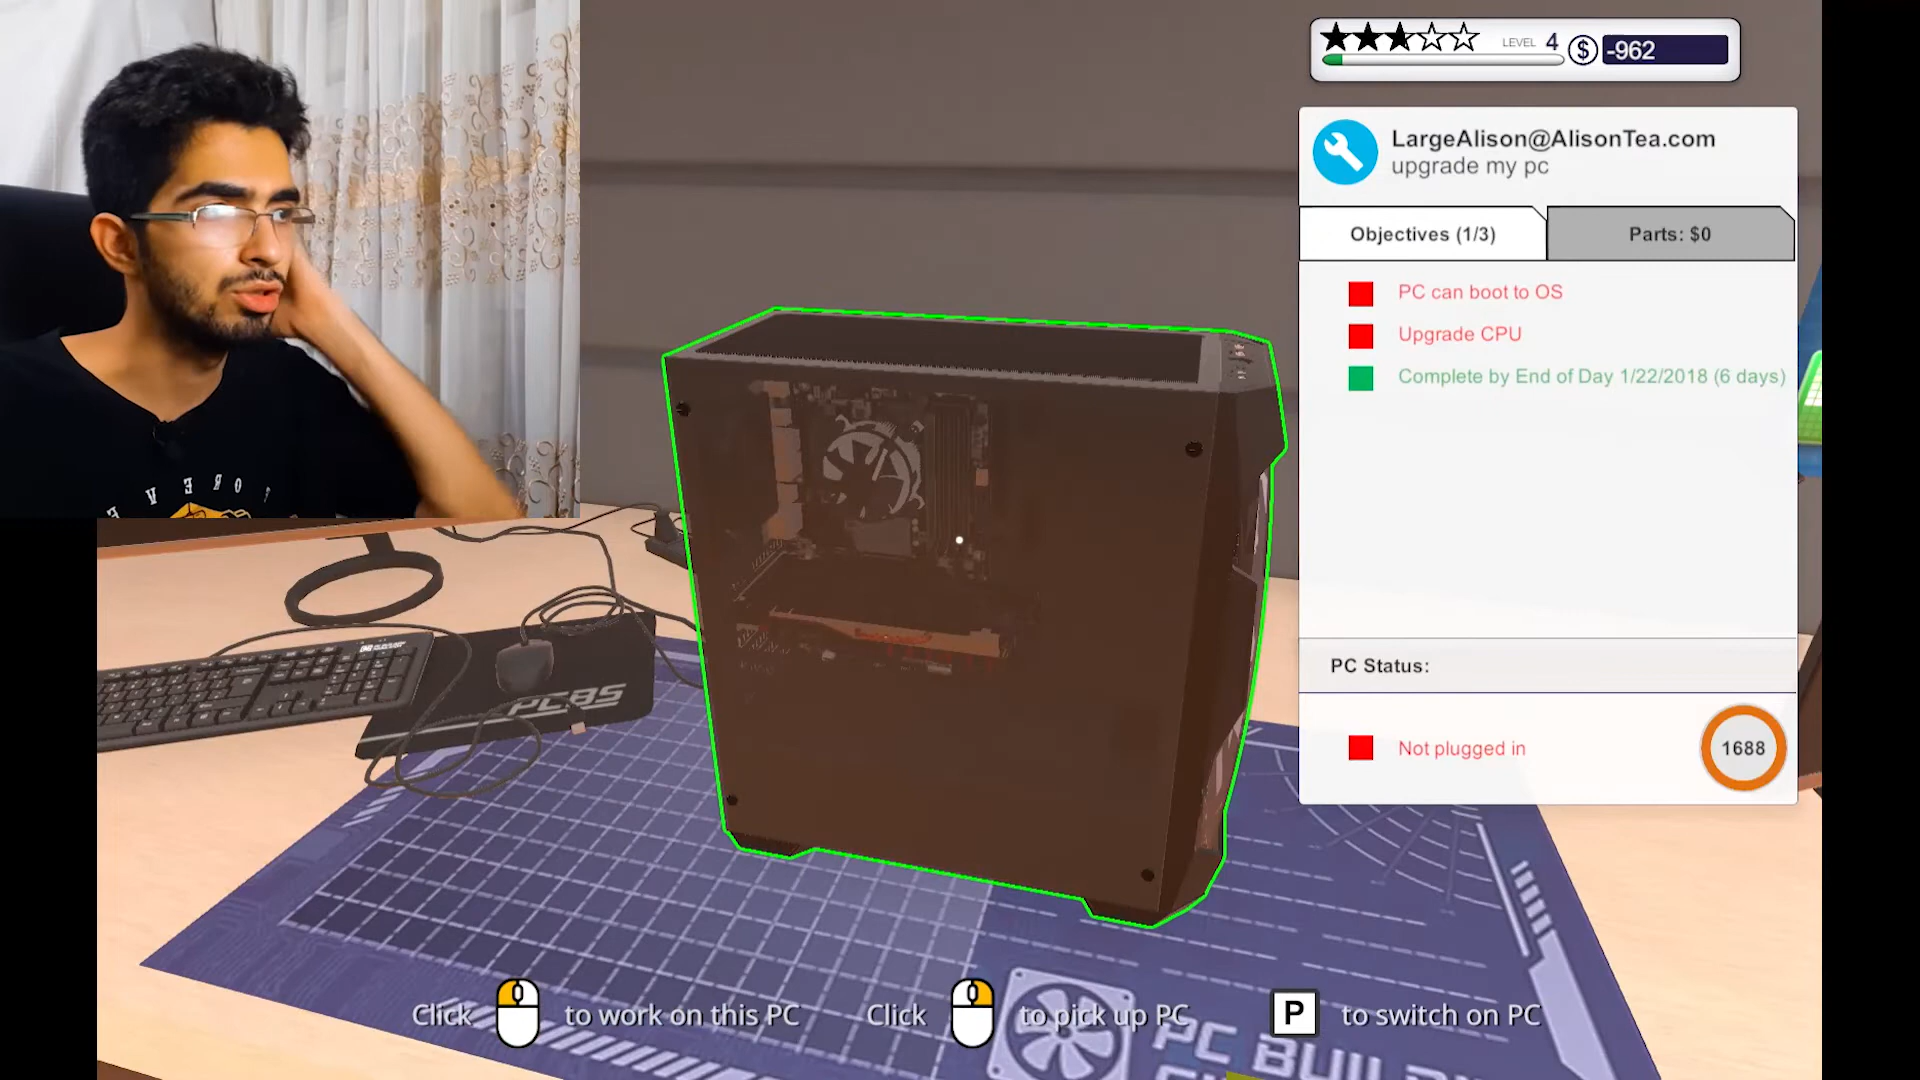 LEVEL 4 $ -962
LargeAlison@AlisonTea.com
upgrade my pc
Objectives (1/3)
Parts: $0
PC can boot to OS
Upgrade CPU
Complete by End of Day 1/22/2018 (6 days)
PC Status:
Not plugged in
1688
PCBS
Click to work on this PC
Click to pick up PC
P to switch on PC
PC BUILDI